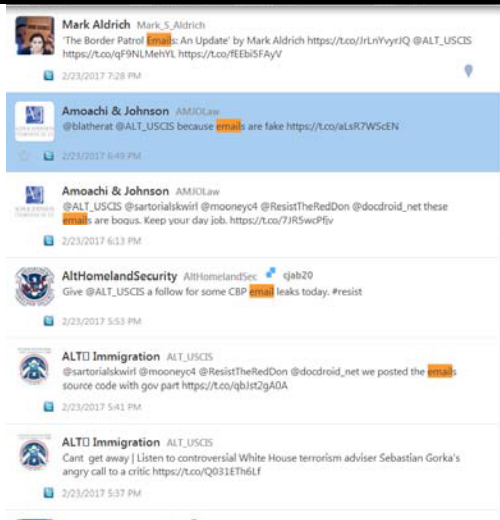 Mark Aldrich Mark_S_Aldrich
'The Border Patrol Emails: An Update' by Mark Aldrich https://t.co/JrLnYvyrJQ @ALT_USCIS
https://t.co/qF9NLMehYL https://t.co/fEEbi5FAyV
2/23/2017 7:28 PM
Amoachi & Johnson AMJOLaw
@blatherat @ALT_USCIS because emails are fake https://t.co/aLsR7WScEN
2/23/2017 6:49 PM
Amoachi & Johnson AMJOLaw
@ALT_USCIS @sartorialskwirl @mooneyc4 @ResistTheRedDon @docdroid_net these
emails are bogus. Keep your day job. https://t.co/7JR5wcPfjv
2/23/2017 6:13 PM
AltHomelandSecurity AltHomelandSec cjab20
Give @ALT_USCIS a follow for some CBP email leaks today. #resist
2/23/2017 5:53 PM
ALT Immigration ALT_USCIS
@sartorialskwirl @mooneyc4 @ResistTheRedDon @docdroid_net we posted the emails
source code with gov part https://t.co/qbJst2gA0A
2/23/2017 5:41 PM
ALT Immigration ALT_USCIS
Cant get away | Listen to controversial White House terrorism adviser Sebastian Gorka's
angry call to a critic https://t.co/Q031ETh6Lf
2/23/2017 5:37 PM